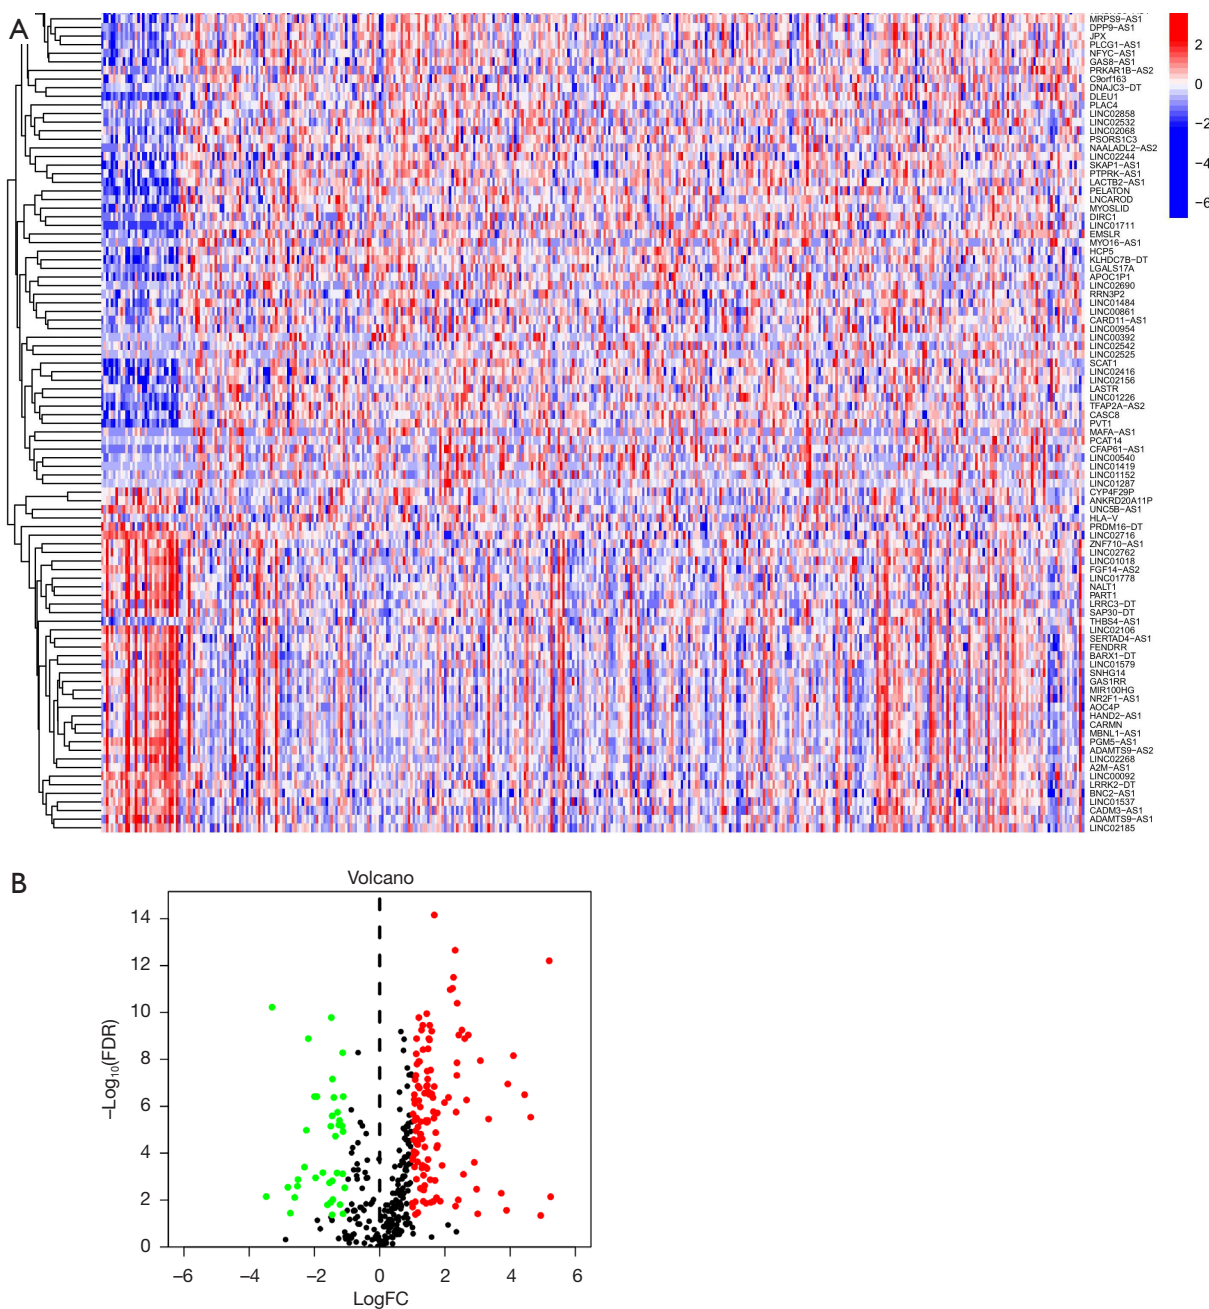 A
MRPS9−AS1
DPP9−AS1
JPX
PLCG1−AS1
NFYC−AS1
GAS8−AS1
PRKAR1B−AS2
C9orf163
DNAJC3−DT
DLEU1
PLAC4
LINC02858
LINC02532
LINC02068
PSORS1C3
NAALADL2−AS2
LINC02244
SKAP1−AS1
PTPRK−AS1
LACTB2−AS1
PELATON
LNCAROD
MYOSLID
DIRC1
LINC01711
EMSLR
MYO16−AS1
HCP5
KLHDC7B−DT
LGALS17A
APOC1P1
LINC02690
RRN3P2
LINC01484
LINC00861
CARD11−AS1
LINC00954
LINC00392
LINC02542
LINC02525
SCAT1
LINC02416
LINC02156
LASTR
LINC01226
TFAP2A−AS2
CASC8
PVT1
MAFA−AS1
PCAT14
CFAP61−AS1
LINC00540
LINC01419
LINC01152
LINC01287
CYP4F29P
ANKRD20A11P
UNC5B−AS1
HLA−V
PRDM16−DT
LINC02716
ZNF710−AS1
LINC02762
LINC01018
FGF14−AS2
LINC01778
NALT1
PART1
LRRC3−DT
SAP30−DT
THBS4−AS1
LINC02106
SERTAD4−AS1
FENDRR
BARX1−DT
LINC01579
SNHG14
GAS1RR
MIR100HG
NR2F1−AS1
AOC4P
HAND2−AS1
CARMN
MBNL1−AS1
PGM5−AS1
ADAMTS9−AS2
LINC02268
A2M−AS1
LINC00092
LRRK2−DT
BNC2−AS1
LINC01537
CADM3−AS1
ADAMTS9−AS1
LINC02185
2
0
−2
−4
−6
B
Volcano
14
12
10
8
6
4
2
0
−Log₁₀(FDR)
−6 −4 −2 0 2 4 6
LogFC